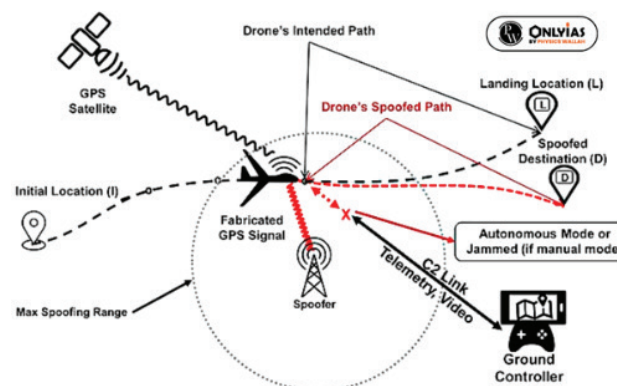 Drone's Intended Path
PW
ONLYIAS
BY PHYSICS WALLAH
GPS
Satellite
Landing Location (L)
L
Drone's Spoofed Path
Spoofed
Destination (D)
D
Initial Location (I)
Fabricated
GPS Signal
X
Autonomous Mode or
Jammed (if manual mode
C2 Link
Telemetry, Video
Spoofer
Max Spoofing Range
Ground
Controller